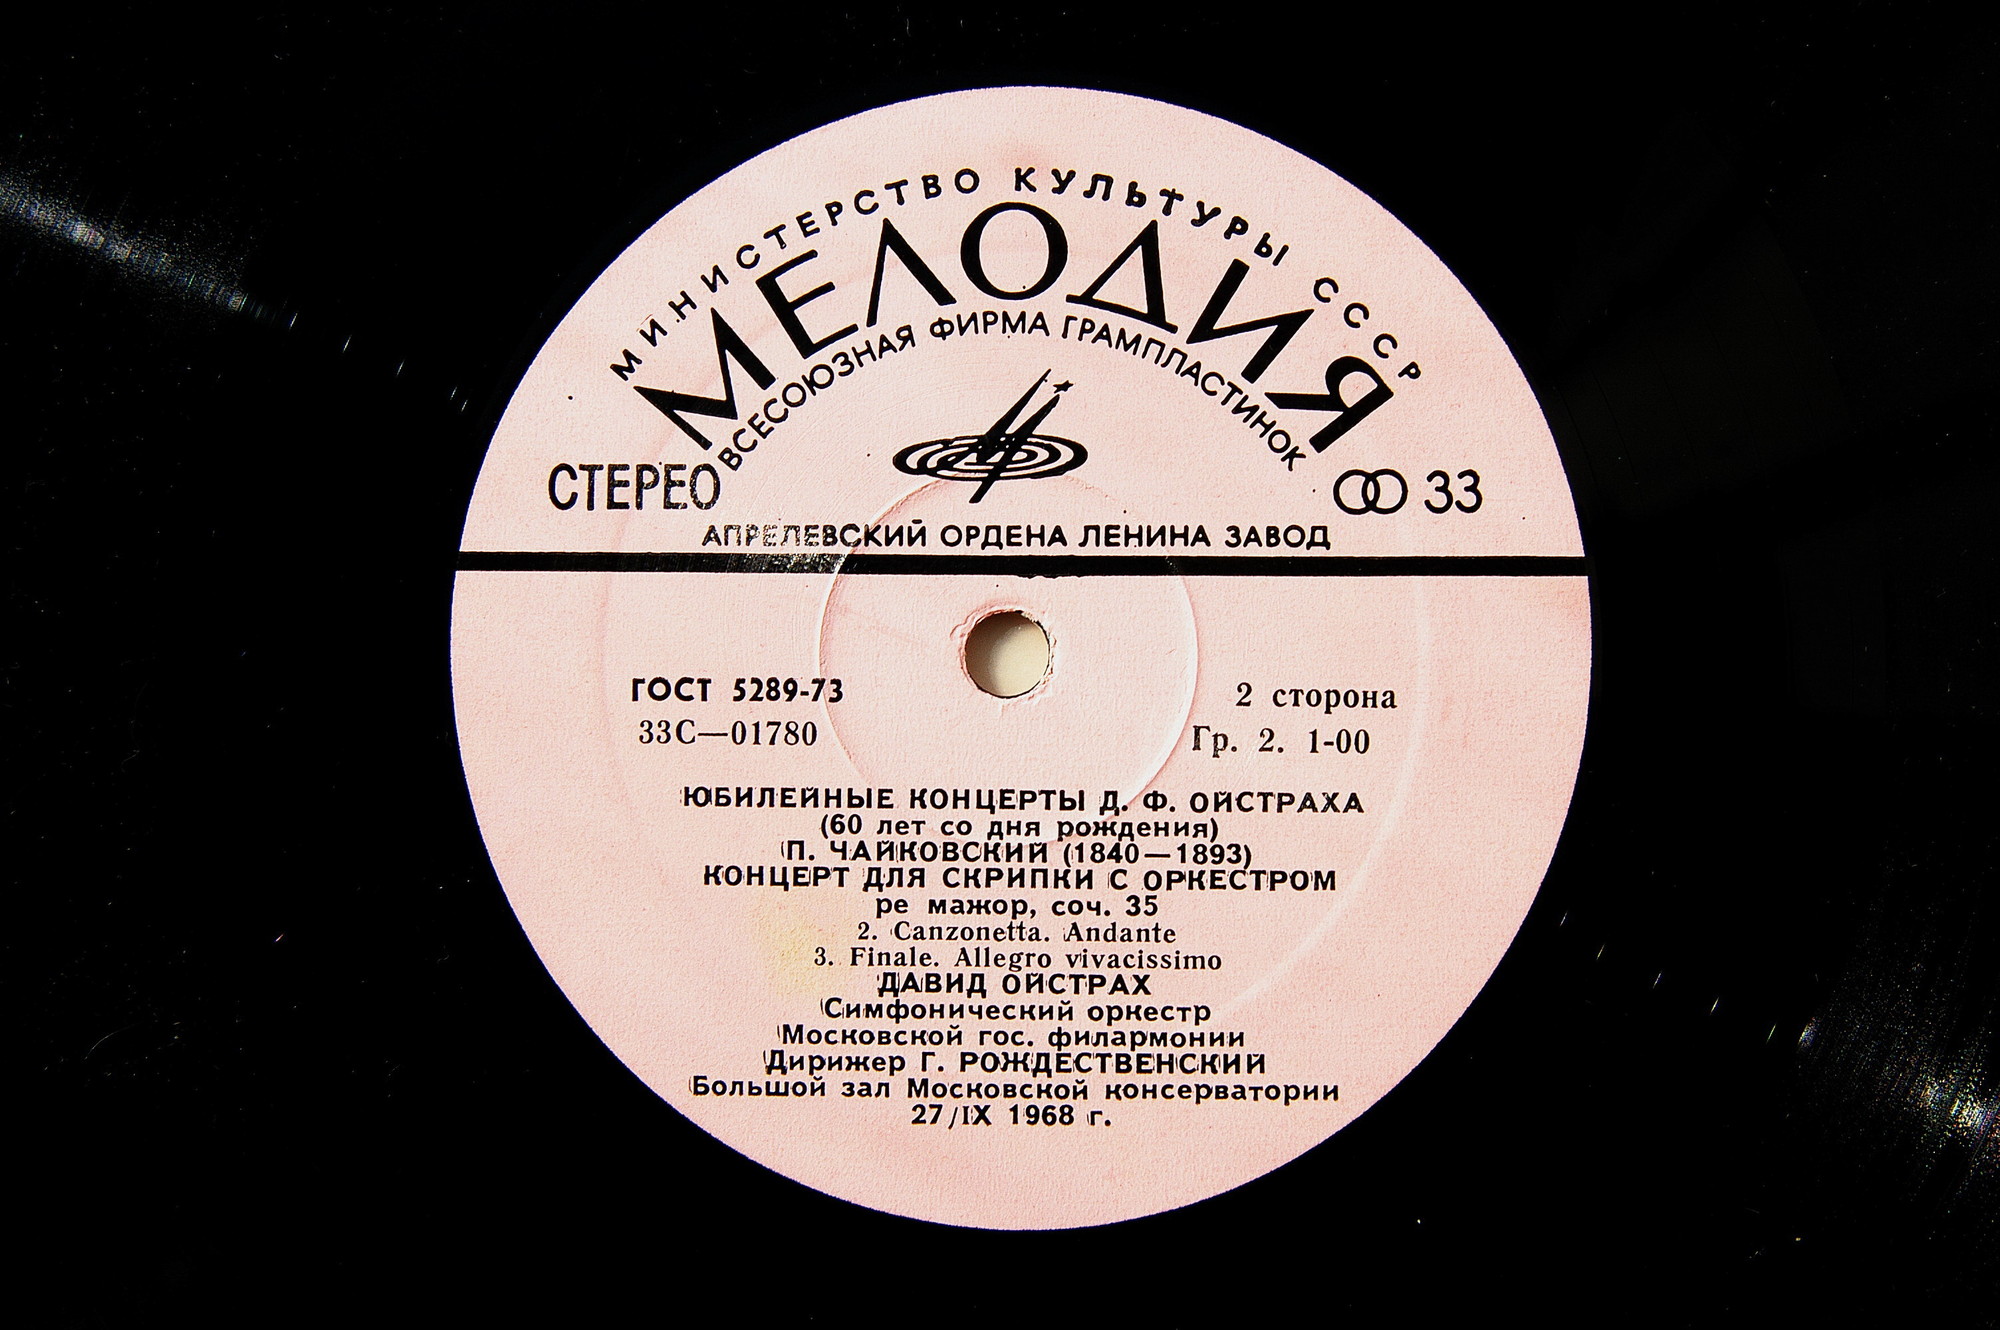 МИНИСТЕРСТВО КУЛЬТУРЫ СССР
МЕЛОДИЯ
ВСЕСОЮЗНАЯ ФИРМА ГРАМПЛАСТИНОК
СТЕРЕО
33
АПРЕЛЕВСКИЙ ОРДЕНА ЛЕНИНА ЗАВОД
ГОСТ 5289-73
2 сторона
33С—01780
Гр. 2. 1-00
ЮБИЛЕЙНЫЕ КОНЦЕРТЫ Д. Ф. ОЙСТРАХА
(60 лет со дня рождения)
П. ЧАЙКОВСКИЙ (1840—1893)
КОНЦЕРТ ДЛЯ СКРИПКИ С ОРКЕСТРОМ
ре мажор, соч. 35
2. Canzonetta. Andante
3. Finale. Allegro vivacissimo
ДАВИД ОЙСТРАХ
Симфонический оркестр
Московской гос. филармонии
Дирижер Г. РОЖДЕСТВЕНСКИЙ
Большой зал Московской консерватории
27/IX 1968 г.